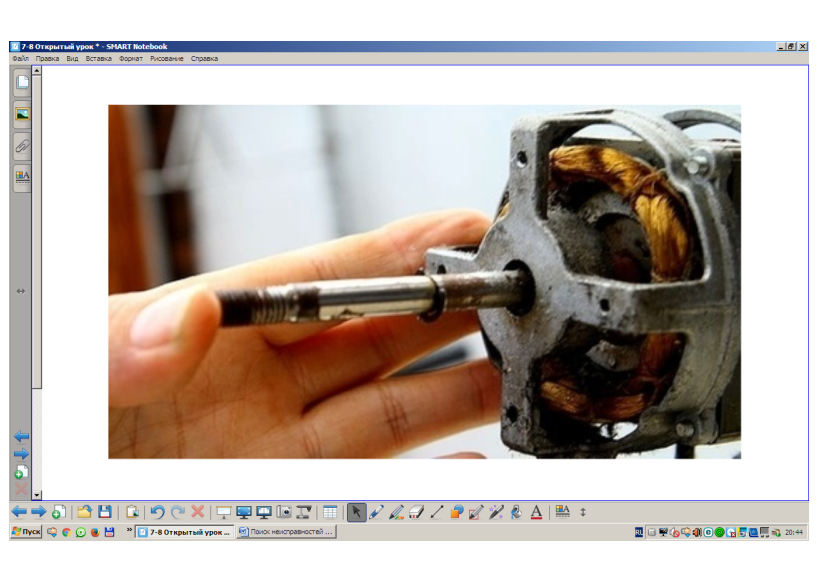 7-8 Открытый урок * - SMART Notebook
Файл Правка Вид Вставка Формат Рисование Справка
Пуск
7-8 Открытый урок ...
Поиск неисправностей ...
RU
20:44